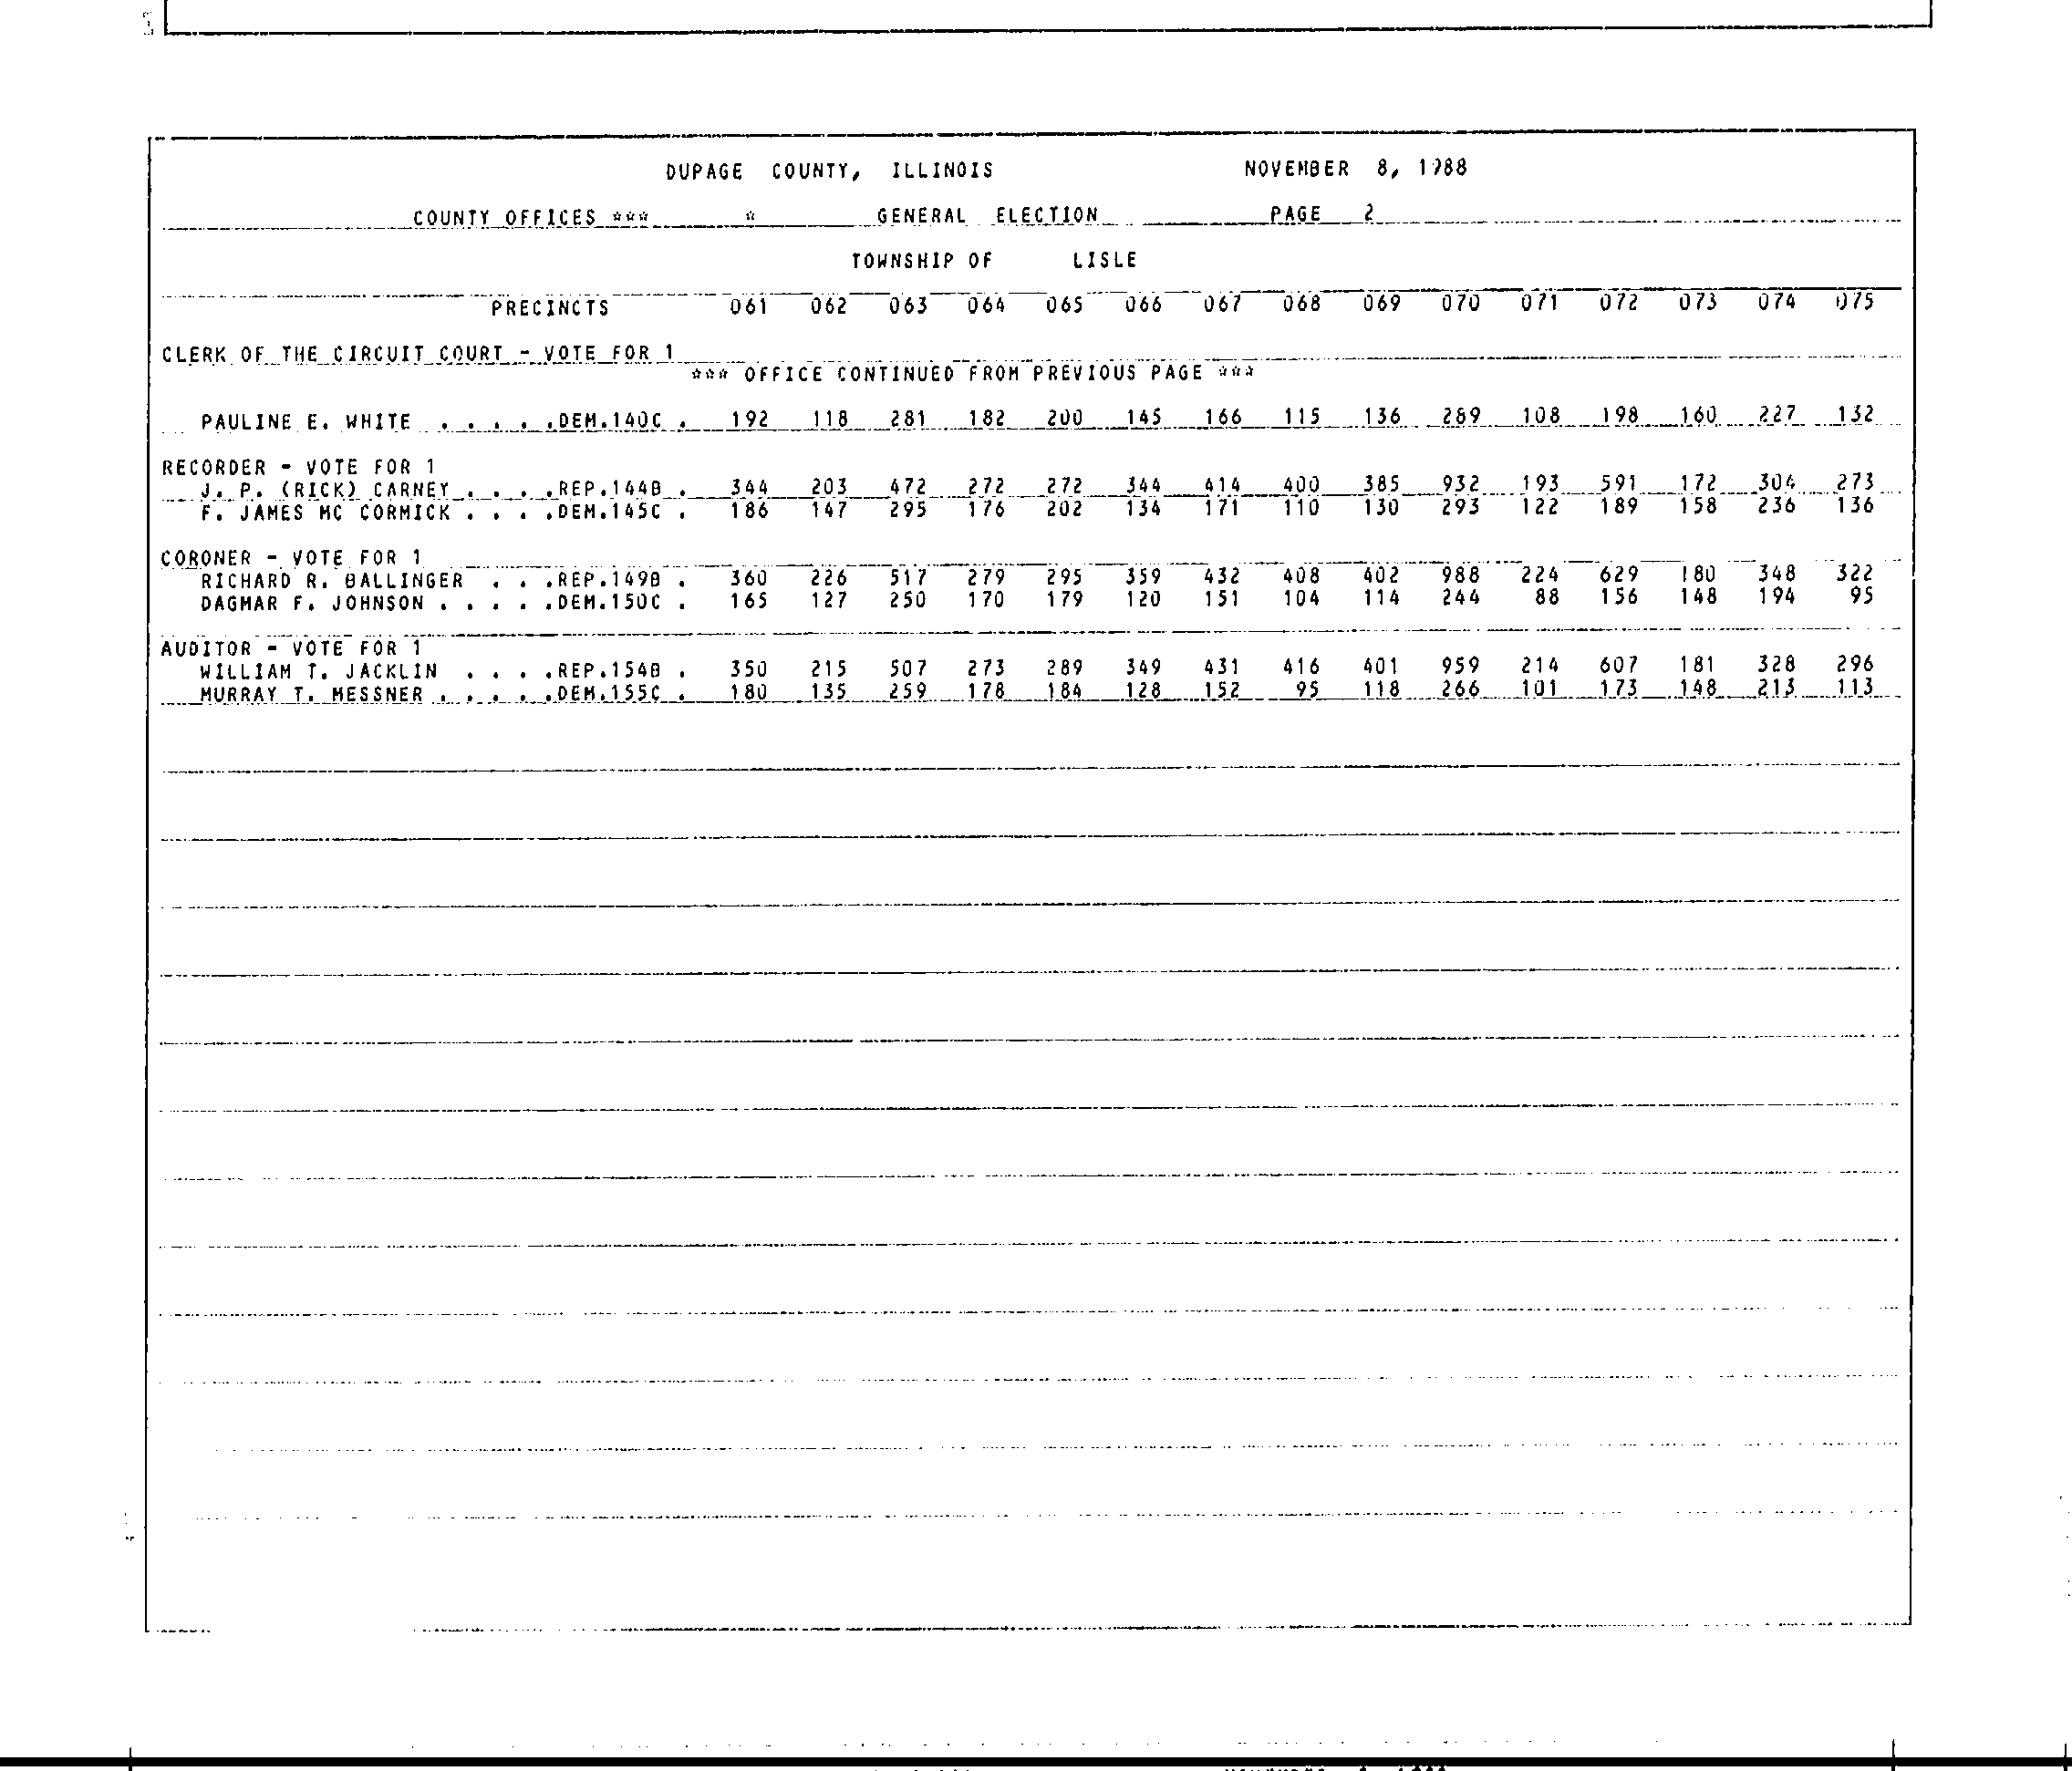 DUPAGE COUNTY, ILLINOIS NOVEMBER 8, 1988
COUNTY OFFICES *** * GENERAL ELECTION PAGE 2
TOWNSHIP OF LISLE
PRECINCTS 061 062 063 064 065 066 067 068 069 070 071 072 073 074 075
CLERK OF THE CIRCUIT COURT - VOTE FOR 1
*** OFFICE CONTINUED FROM PREVIOUS PAGE ***
PAULINE E. WHITE . . . . .DEM.140C . 192 118 281 182 200 145 166 115 136 289 108 198 160 227 132
RECORDER - VOTE FOR 1
J. P. (RICK) CARNEY . . . .REP.144B . 344 203 472 272 272 344 414 400 385 932 193 591 172 304 273
F. JAMES MC CORMICK . . . .DEM.145C . 186 147 295 176 202 134 171 110 130 293 122 189 158 236 136
CORONER - VOTE FOR 1
RICHARD R. BALLINGER . . .REP.149B . 360 226 517 279 295 359 432 408 402 988 224 629 180 348 322
DAGMAR F. JOHNSON . . . . .DEM.150C . 165 127 250 170 179 120 151 104 114 244 88 156 148 194 95
AUDITOR - VOTE FOR 1
WILLIAM T. JACKLIN . . . .REP.154B . 350 215 507 273 289 349 431 416 401 959 214 607 181 328 296
MURRAY T. MESSNER . . . . .DEM.155C . 180 135 259 178 184 128 152 95 118 266 101 173 148 213 113